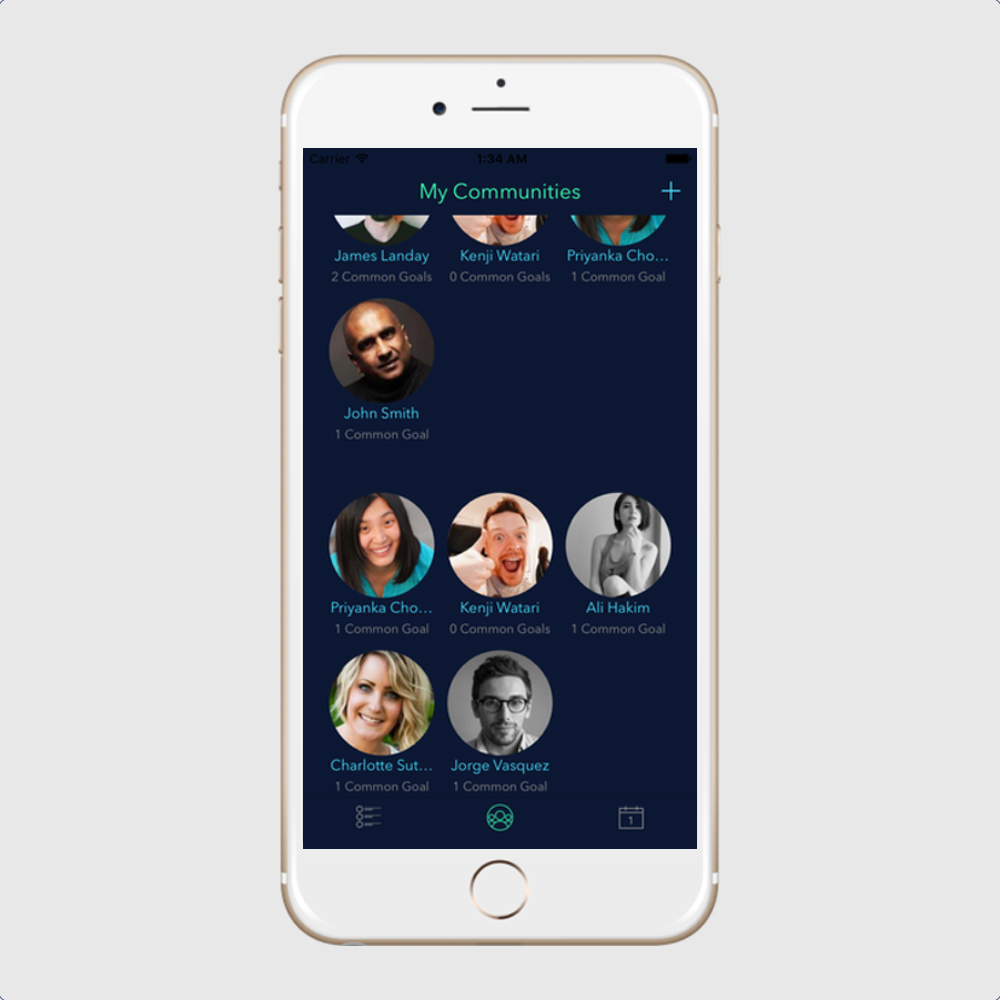 Carrier 1:34 AM
My Communities +
James Landay Kenji Watari Priyanka Cho...
2 Common Goals 0 Common Goals 1 Common Goal
John Smith
1 Common Goal
Priyanka Cho... Kenji Watari Ali Hakim
1 Common Goal 0 Common Goals 1 Common Goal
Charlotte Sut... Jorge Vasquez
1 Common Goal 1 Common Goal
1